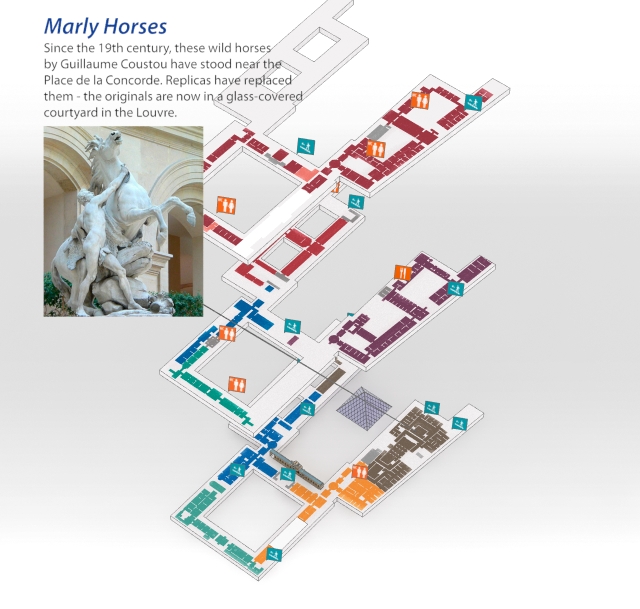 Marly Horses
Since the 19th century, these wild horses
by Guillaume Coustou have stood near the
Place de la Concorde. Replicas have replaced
them - the originals are now in a glass-covered
courtyard in the Louvre.